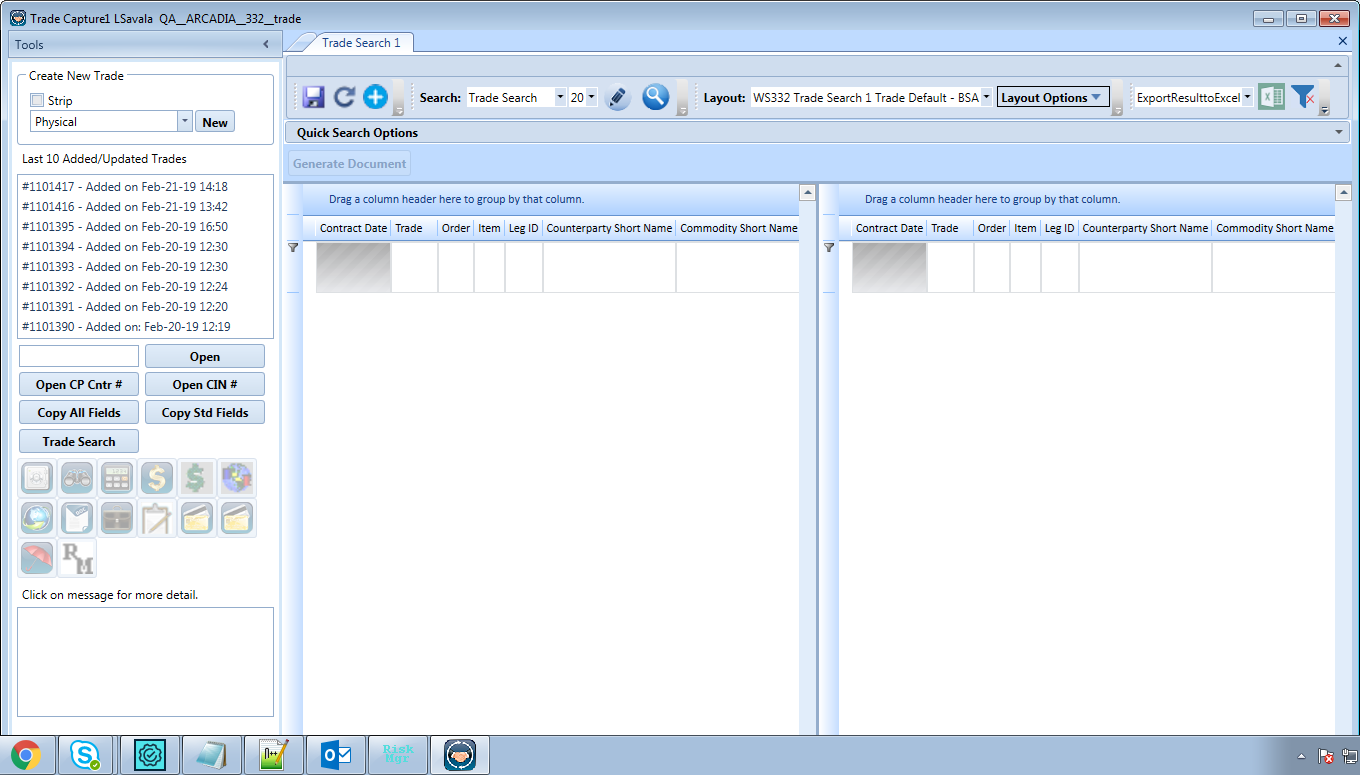 Trade Capture1 LSavala QA__ARCADIA__332__trade
Tools
Trade Search 1
Create New Trade
Strip
Physical
New
Search: Trade Search 20
Layout: WS332 Trade Search 1 Trade Default - BSA
Layout Options
ExportResulttoExcel
Quick Search Options
Generate Document
Last 10 Added/Updated Trades
#1101417 - Added on Feb-21-19 14:18
#1101416 - Added on Feb-21-19 13:42
#1101395 - Added on Feb-20-19 16:50
#1101394 - Added on Feb-20-19 12:30
#1101393 - Added on Feb-20-19 12:30
#1101392 - Added on Feb-20-19 12:24
#1101391 - Added on Feb-20-19 12:20
#1101390 - Added on: Feb-20-19 12:19
Open
Open CP Cntr #
Open CIN #
Copy All Fields
Copy Std Fields
Trade Search
RM
Click on message for more detail.
Drag a column header here to group by that column.
Contract Date Trade Order Item Leg ID Counterparty Short Name Commodity Short Name
Drag a column header here to group by that column.
Contract Date Trade Order Item Leg ID Counterparty Short Name Commodity Short Name
Risk
Mgr